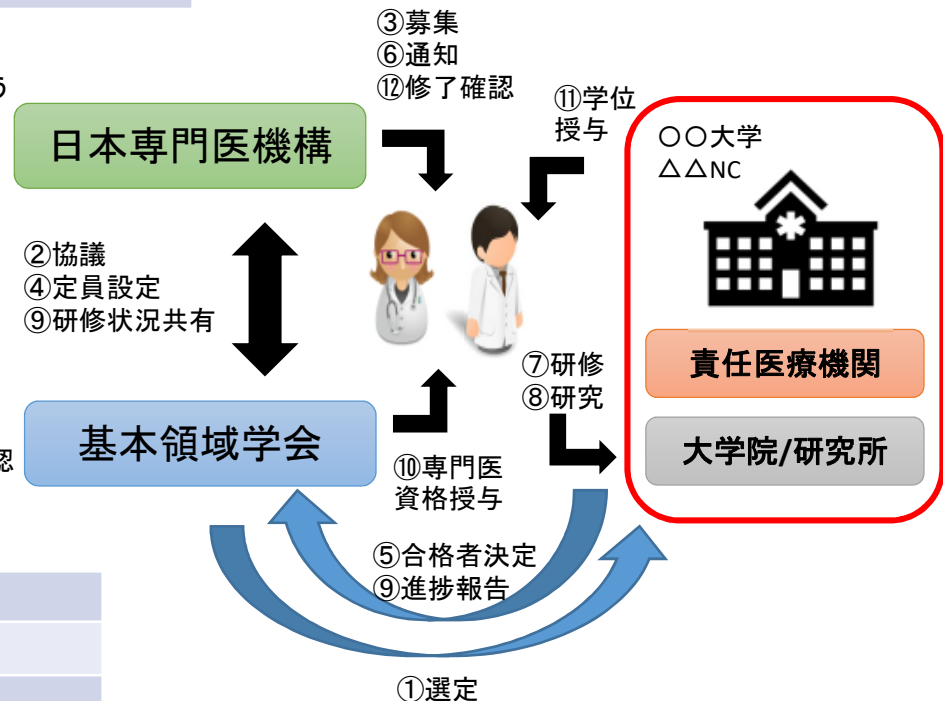 ③募集
⑥通知
⑫修了確認
う
日本専門医機構
⑪学位
授与
〇〇大学
△△NC
②協議
④定員設定
⑨研修状況共有
⑦研修
⑧研究
責任医療機関
大学院/研究所
認
基本領域学会
⑩専門医
資格授与
⑤合格者決定
⑨進捗報告
①選定